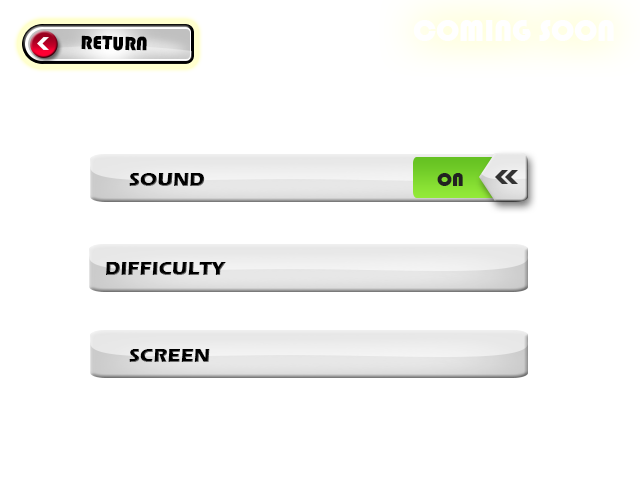 RETURN
COMING SOON
SOUND
ON
DIFFICULTY
SCREEN